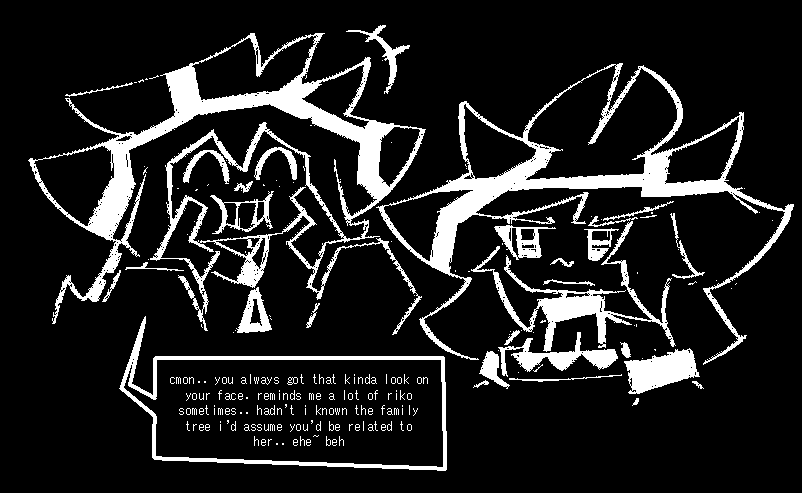 cmon.. you always got that kinda look on
your face. reminds me a lot of riko
sometimes.. hadn't i known the family
tree i'd assume you'd be related to
her.. ehe~ beh